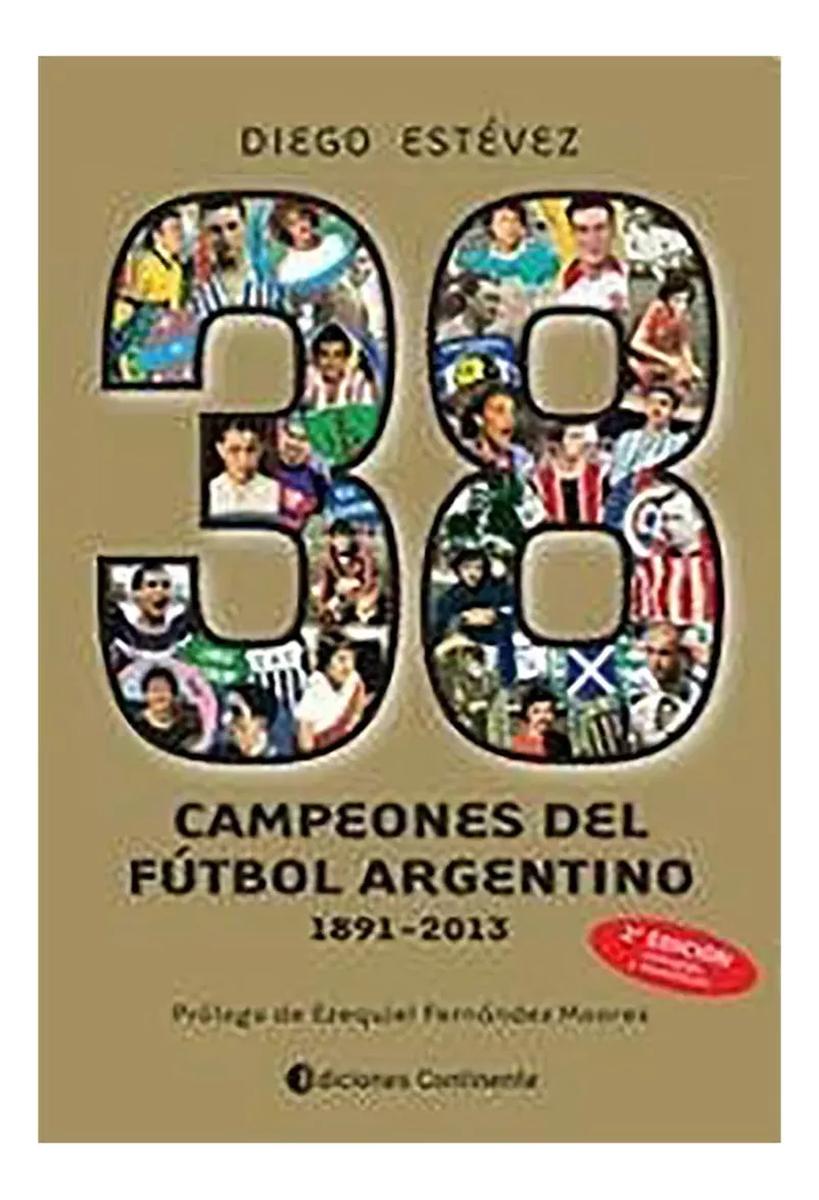 DIEGO ESTÉVEZ
38
CAMPEONES DEL
FÚTBOL ARGENTINO
1891-2013
2ª EDICIÓN
Prólogo de Ezequiel Fernández Moores
Ediciones Continente